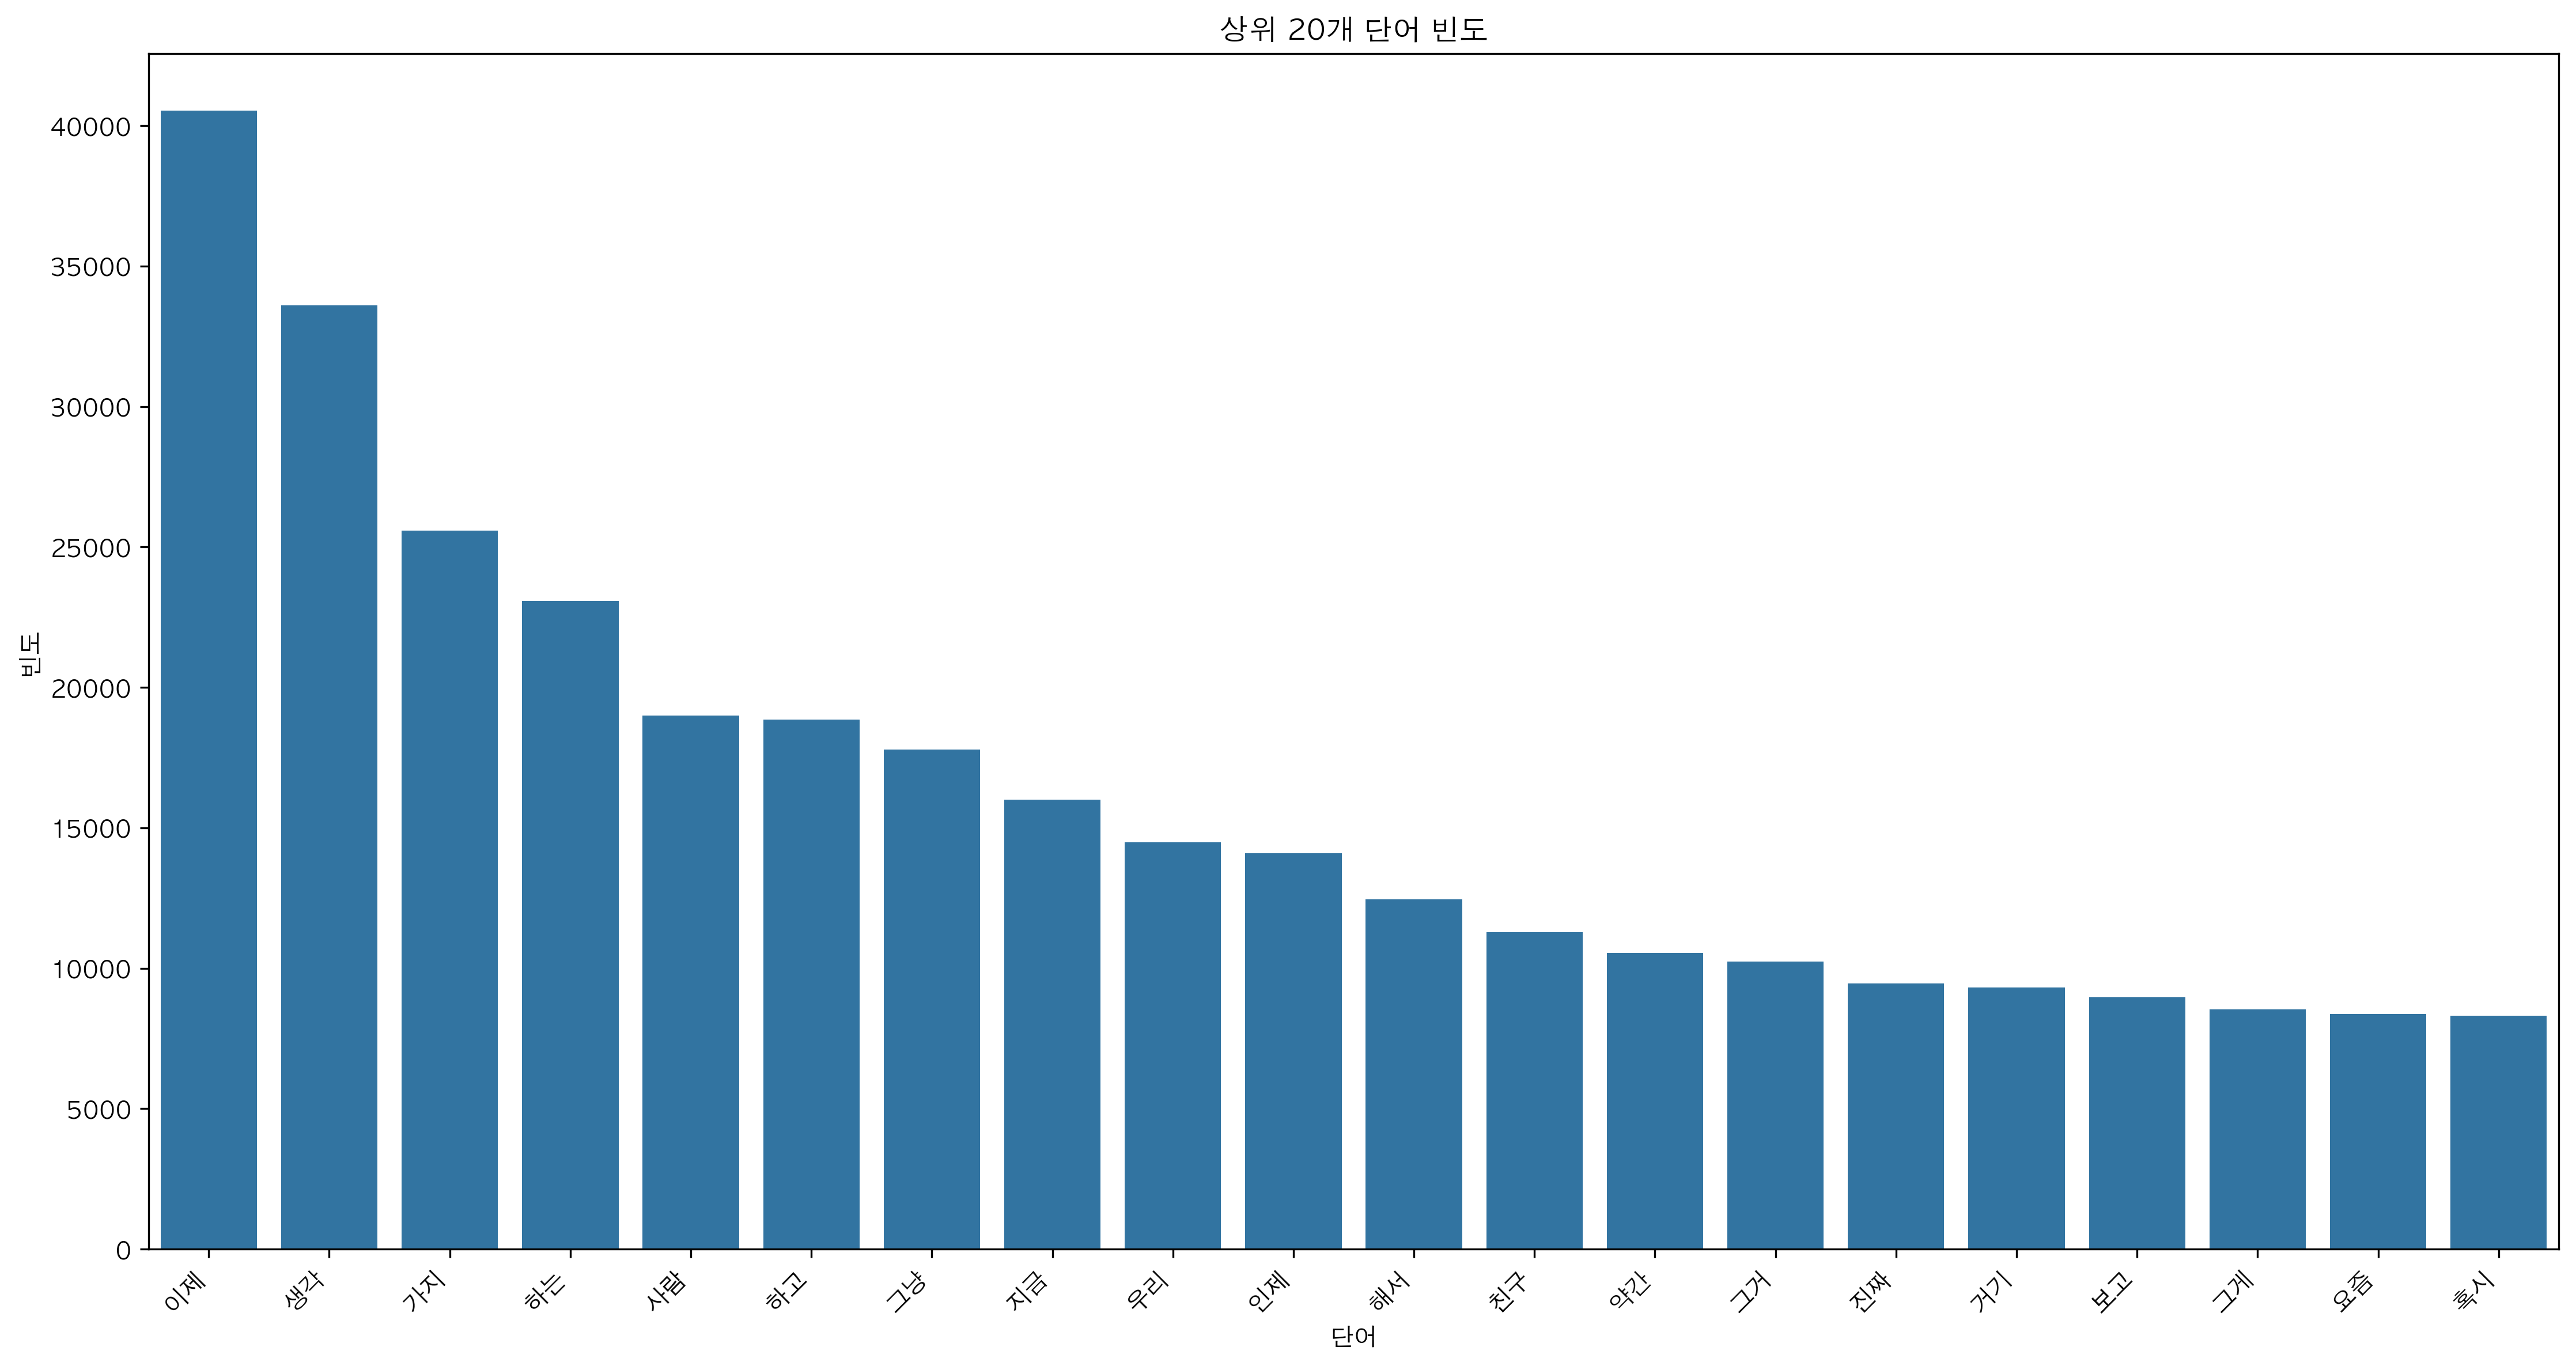 상위 20개 단어 빈도
빈도
40000
35000
30000
25000
20000
15000
10000
5000
0
이제
생각
가지
하는
사람
하고
그냥
지금
우리
인제
해서
친구
약간
그거
진짜
거기
보고
그게
요즘
혹시
단어